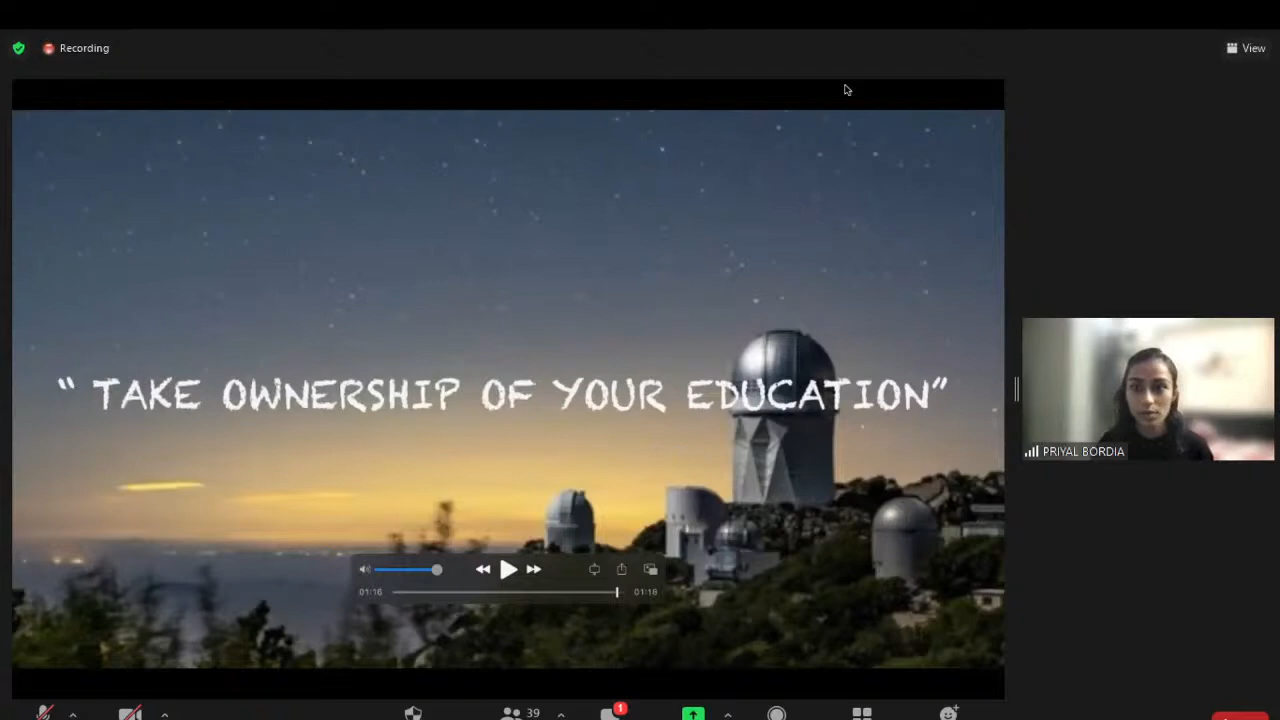 Recording
View
“ TAKE OWNERSHIP OF YOUR EDUCATION”
PRIYAL BORDIA
01:16
01:18
39
1